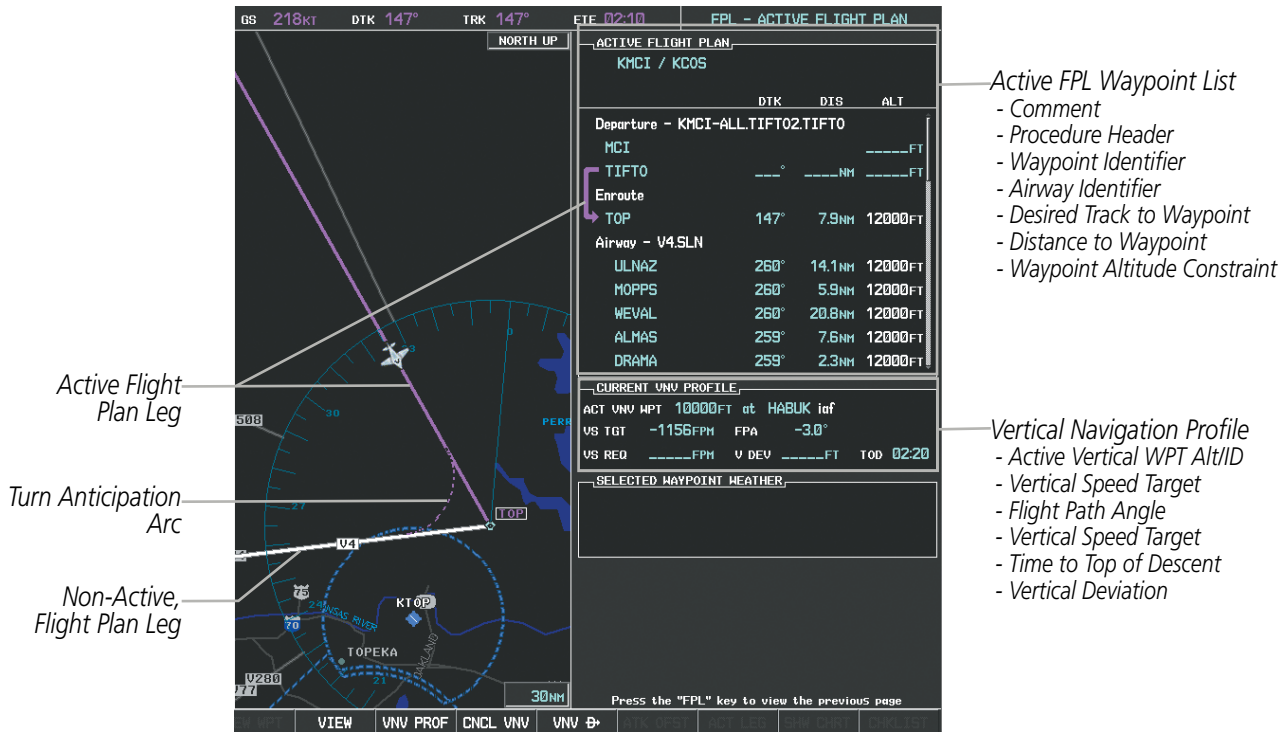 GS 218KT DTK 147° TRK 147° ETE 02:10 FPL – ACTIVE FLIGHT PLAN
NORTH UP
ACTIVE FLIGHT PLAN
KMCI / KCOS
DTK DIS ALT
Departure – KMCI-ALL.TIFTO2.TIFTO
MCI _____FT
TIFTO ___° ____NM _____FT
Enroute
TOP 147° 7.9NM 12000FT
Airway – V4.SLN
ULNAZ 260° 14.1NM 12000FT
MOPPS 260° 5.9NM 12000FT
WEVAL 260° 20.8NM 12000FT
ALMAS 259° 7.6NM 12000FT
DRAMA 259° 2.3NM 12000FT
CURRENT VNV PROFILE
ACT VNV WPT 10000FT at HABUK iaf
VS TGT -1156FPM FPA -3.0°
VS REQ _____FPM V DEV _____FT TOD 02:20
SELECTED WAYPOINT WEATHER
Press the "FPL" key to view the previous page
0
33
30
508
PERR
27
TOP
V4
75
24
KANSAS RIVER
70
KTOP
TOPEKA
OAKLAND
21
V280
V77
30NM
VIEW VNV PROF CNCL VNV VNV D→ ATK OFST ACT LEG SHW CHRT CHKLIST
Active FPL Waypoint List
- Comment
- Procedure Header
- Waypoint Identifier
- Airway Identifier
- Desired Track to Waypoint
- Distance to Waypoint
- Waypoint Altitude Constraint
Vertical Navigation Profile
- Active Vertical WPT Alt/ID
- Vertical Speed Target
- Flight Path Angle
- Vertical Speed Target
- Time to Top of Descent
- Vertical Deviation
Active Flight
Plan Leg
Turn Anticipation
Arc
Non-Active,
Flight Plan Leg